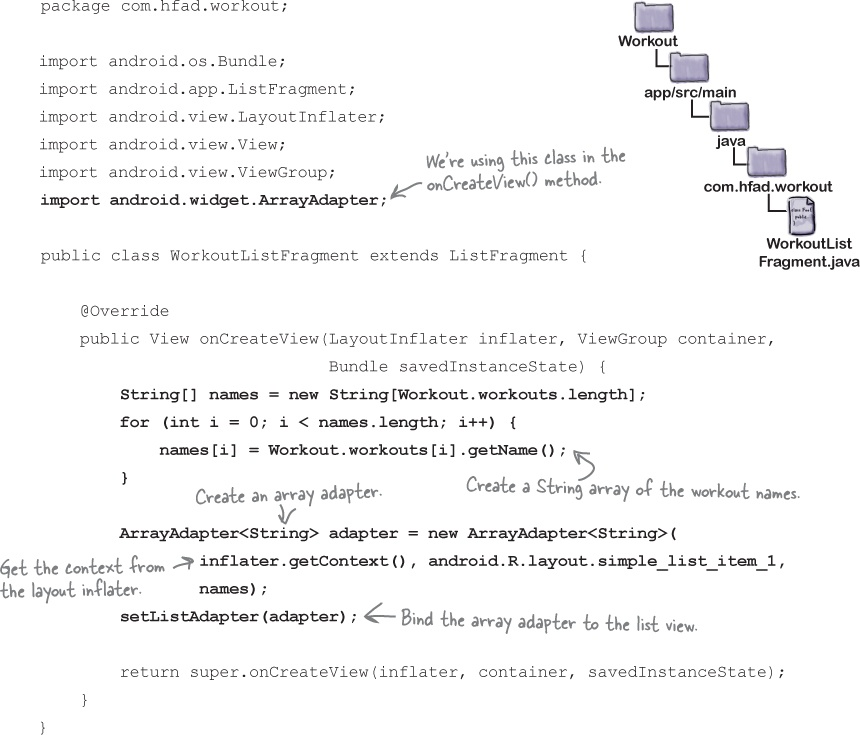 package com.hfad.workout;
import android.os.Bundle;
import android.app.ListFragment;
import android.view.LayoutInflater;
import android.view.View;
import android.view.ViewGroup;
import android.widget.ArrayAdapter;
We're using this class in the
onCreateView() method.
Workout
app/src/main
java
com.hfad.workout
WorkoutList
Fragment.java
public class WorkoutListFragment extends ListFragment {
@Override
public View onCreateView(LayoutInflater inflater, ViewGroup container,
Bundle savedInstanceState) {
String[] names = new String[Workout.workouts.length];
for (int i = 0; i < names.length; i++) {
names[i] = Workout.workouts[i].getName();
}
Create a String array of the workout names.
Create an array adapter.
ArrayAdapter<String> adapter = new ArrayAdapter<String>(
Get the context from
the layout inflater.
inflater.getContext(), android.R.layout.simple_list_item_1,
names);
setListAdapter(adapter);
Bind the array adapter to the list view.
return super.onCreateView(inflater, container, savedInstanceState);
}
}